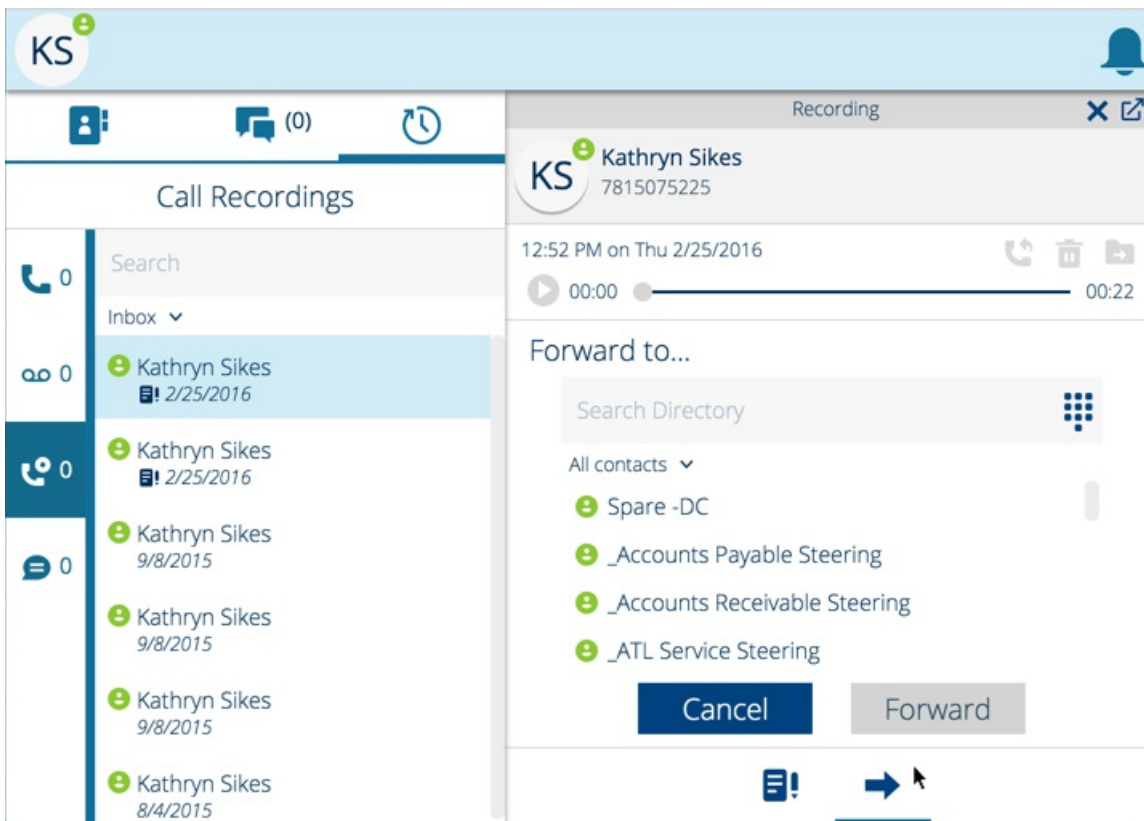 KS
(0)
Call Recordings
0
0
0
0
Search
Inbox
Kathryn Sikes
2/25/2016
Kathryn Sikes
2/25/2016
Kathryn Sikes
9/8/2015
Kathryn Sikes
9/8/2015
Kathryn Sikes
9/8/2015
Kathryn Sikes
8/4/2015
Recording
KS
Kathryn Sikes
7815075225
12:52 PM on Thu 2/25/2016
00:00 00:22
Forward to...
Search Directory
All contacts
Spare -DC
_Accounts Payable Steering
_Accounts Receivable Steering
_ATL Service Steering
Cancel Forward